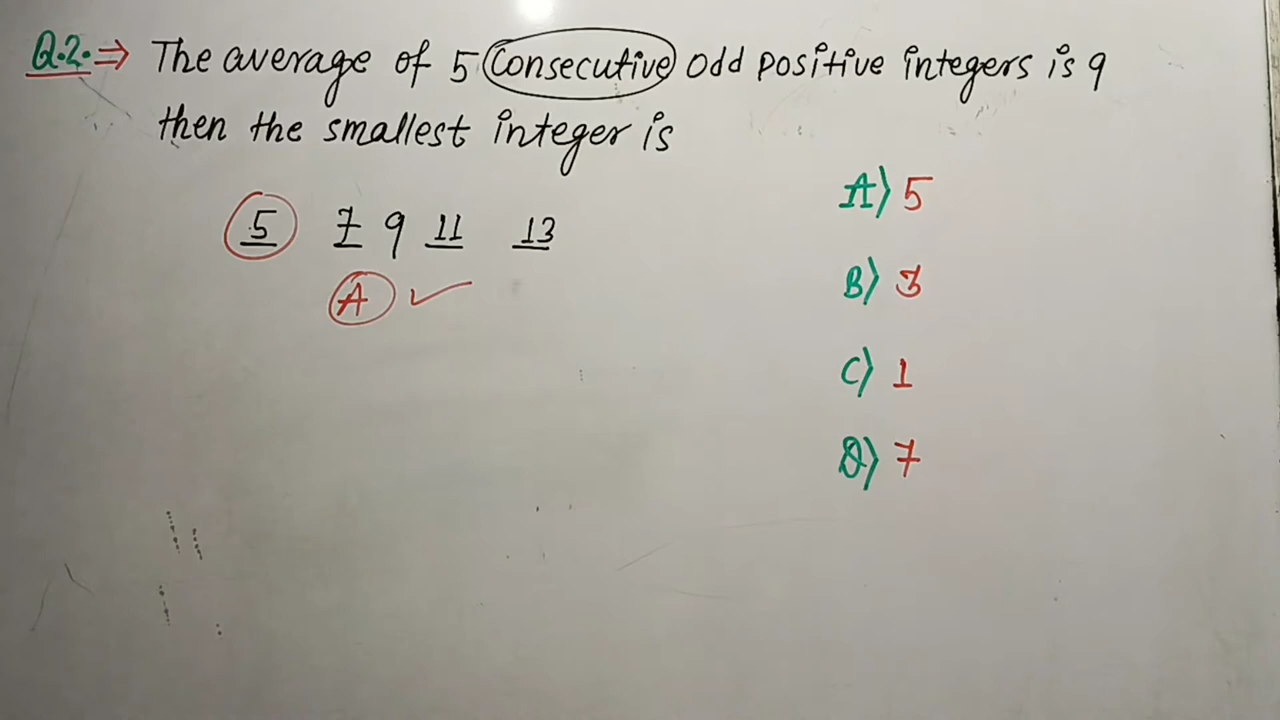 Q.2. ⇒ The average of 5 Consecutive odd positive integers is 9
then the smallest integer is
5 7 9 11 13
A ✓
A) 5
B) 3
C) 1
D) 7